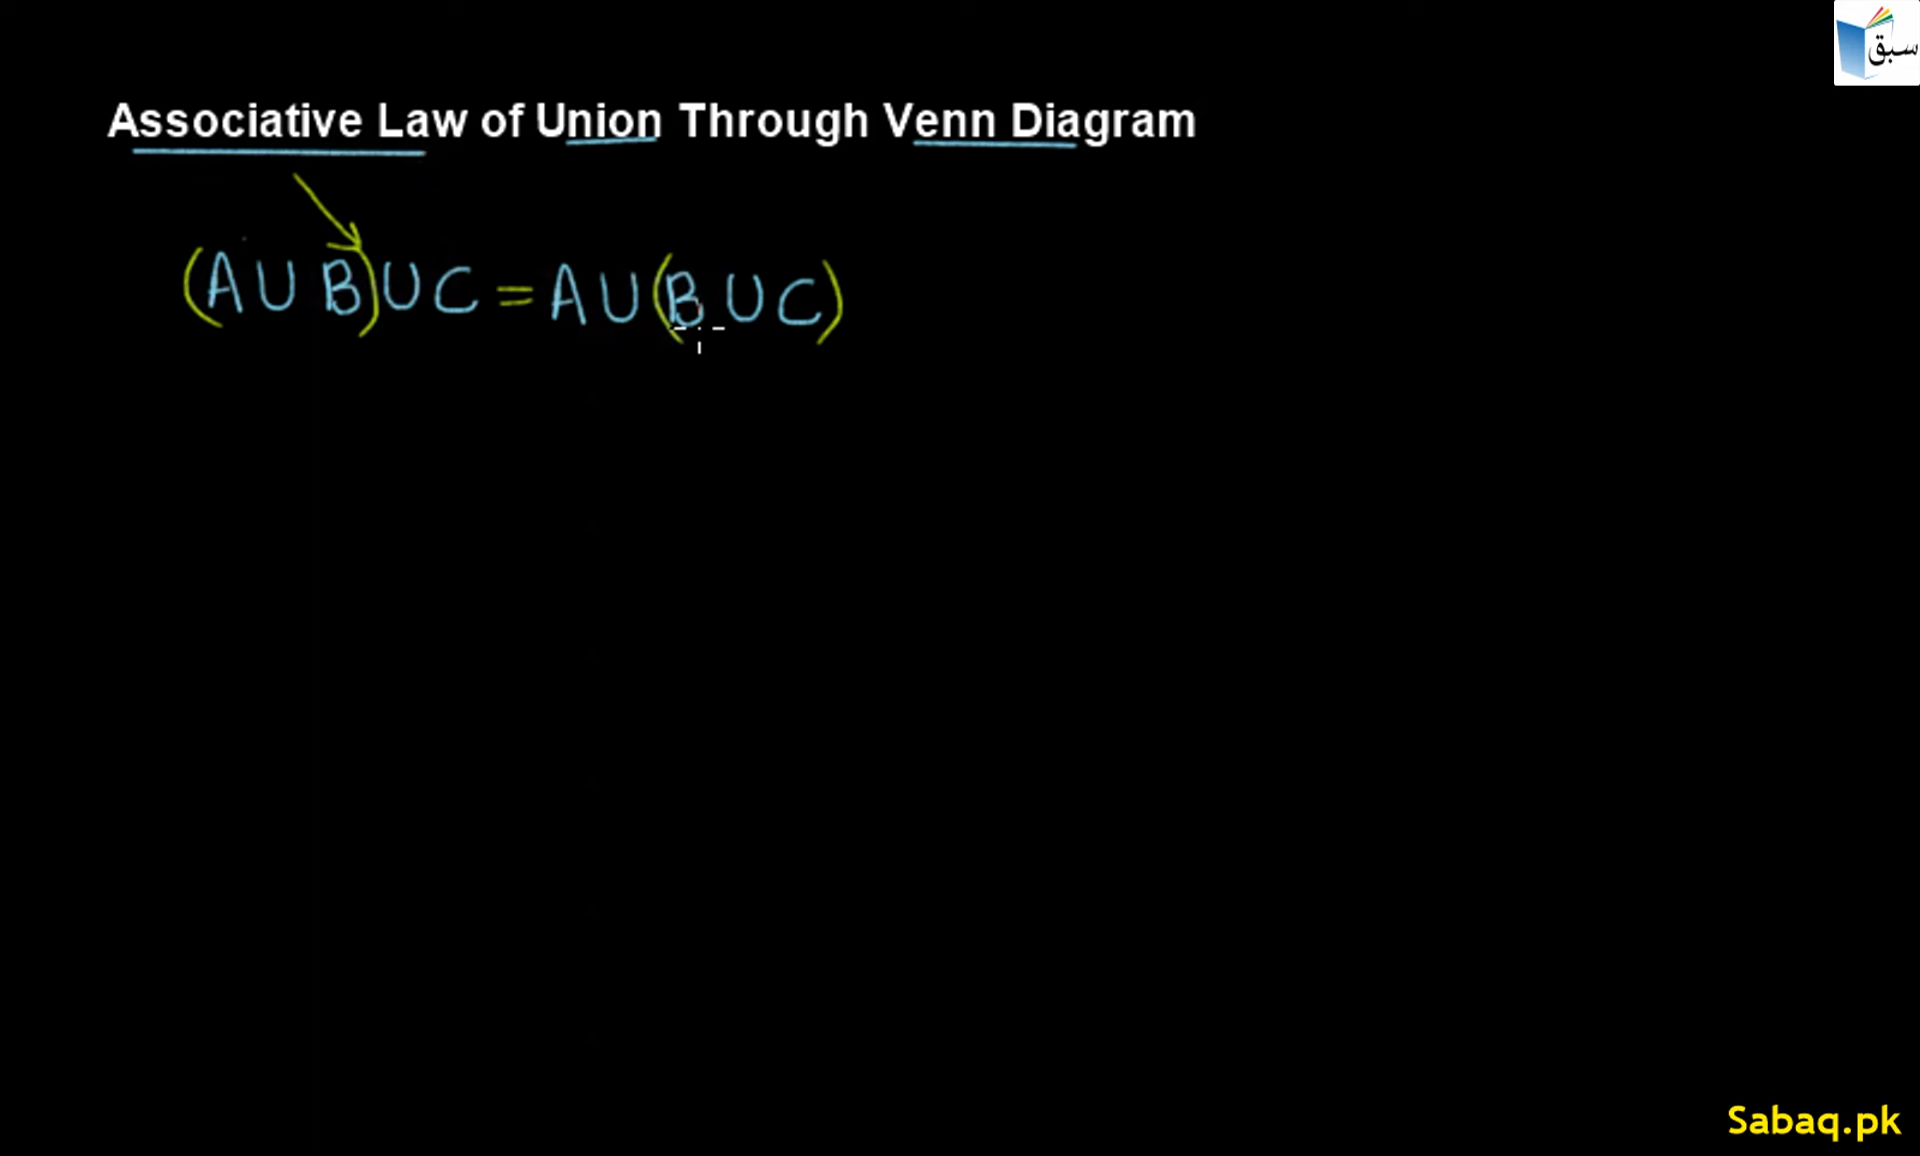 سبق
Associative Law of Union Through Venn Diagram
(A U B) U C = A U (B U C)
Sabaq.pk